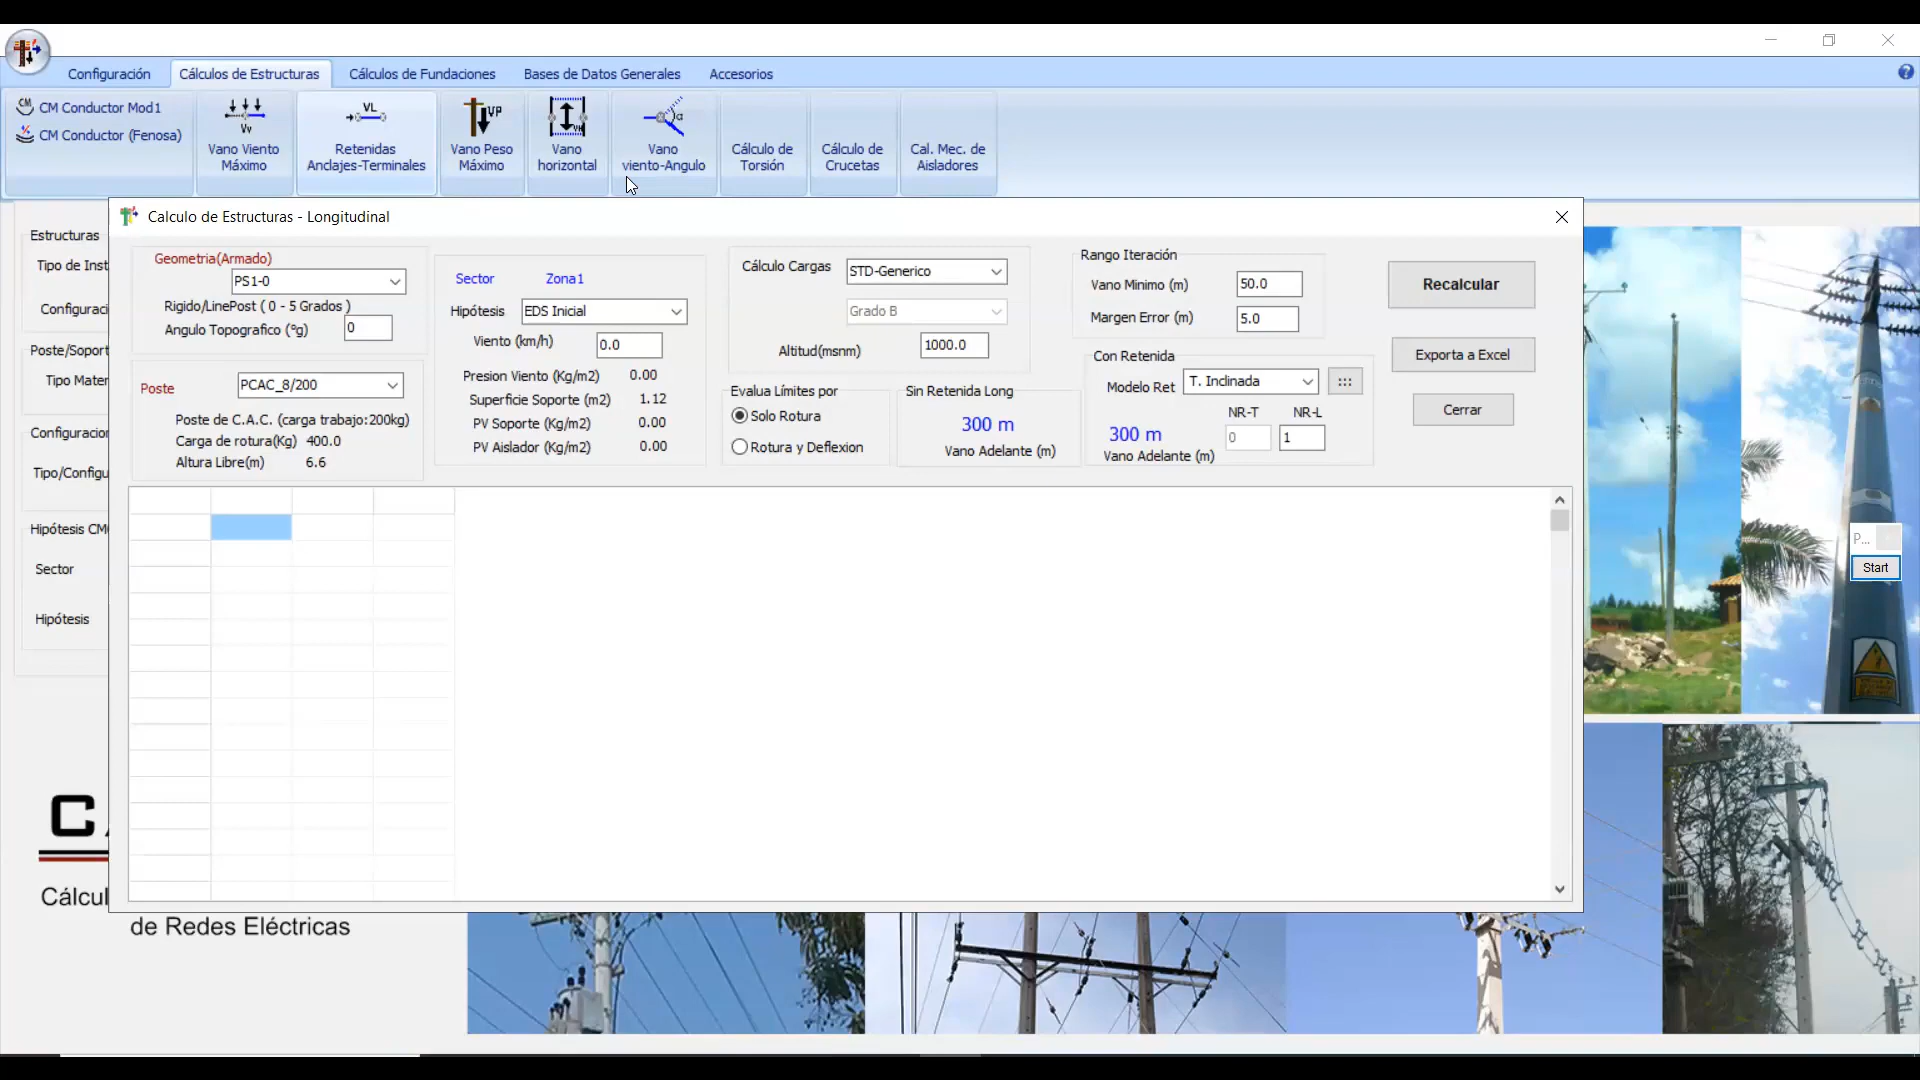 Configuración
Cálculos de Estructuras
Cálculos de Fundaciones
Bases de Datos Generales
Accesorios
CM Conductor Mod1
CM Conductor (Fenosa)
Vv
Vano Viento
Máximo
VL
Retenidas
Anclajes-Terminales
VP
Vano Peso
Máximo
Vano
horizontal
α
Vano
viento-Angulo
Cálculo de
Torsión
Cálculo de
Crucetas
Cal. Mec. de
Aisladores
Calculo de Estructuras - Longitudinal
Estructuras
Tipo de Inst
Configuraci
Poste/Soport
Tipo Mater
Configuracion
Tipo/Configu
Hipótesis CM
Sector
Hipótesis
Geometria(Armado)
PS1-0
Rigido/LinePost ( 0 - 5 Grados )
Angulo Topografico (ºg)
0
Poste
PCAC_8/200
Poste de C.A.C. (carga trabajo:200kg)
Carga de rotura(Kg) 400.0
Altura Libre(m) 6.6
Sector Zona1
Hipótesis EDS Inicial
Viento (km/h) 0.0
Presion Viento (Kg/m2) 0.00
Superficie Soporte (m2) 1.12
PV Soporte (Kg/m2) 0.00
PV Aislador (Kg/m2) 0.00
Cálculo Cargas STD-Generico
Grado B
Altitud(msnm) 1000.0
Evalua Límites por
Solo Rotura
Rotura y Deflexion
Sin Retenida Long
300 m
Vano Adelante (m)
Rango Iteración
Vano Minimo (m) 50.0
Margen Error (m) 5.0
Con Retenida
Modelo Ret T. Inclinada
NR-T NR-L
300 m 0 1
Vano Adelante (m)
Recalcular
Exporta a Excel
Cerrar
P...
Start
C
Cálcul
de Redes Eléctricas